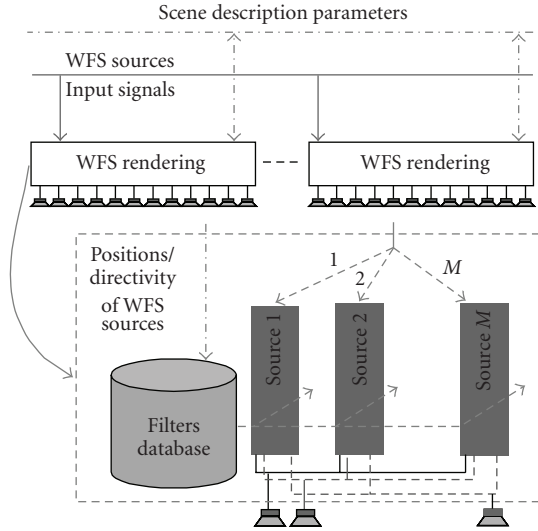 Scene description parameters
WFS sources
Input signals
WFS rendering
WFS rendering
Positions/
directivity
of WFS
sources
1
2
M
Source 1
Source 2
Source M
Filters
database